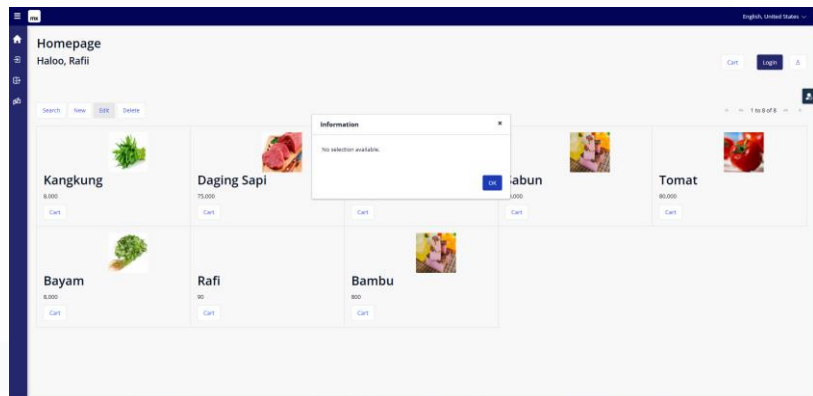 mx
English, United States
Homepage
Haloo, Rafii
Cart
Login
Search
New
Edit
Delete
1 to 8 of 8
Information
×
No selection available.
OK
Kangkung
8,000
Cart
Daging Sapi
75,000
Cart
Cart
abun
,000
Cart
Tomat
90,000
Cart
Bayam
8,000
Cart
Rafi
90
Cart
Bambu
800
Cart